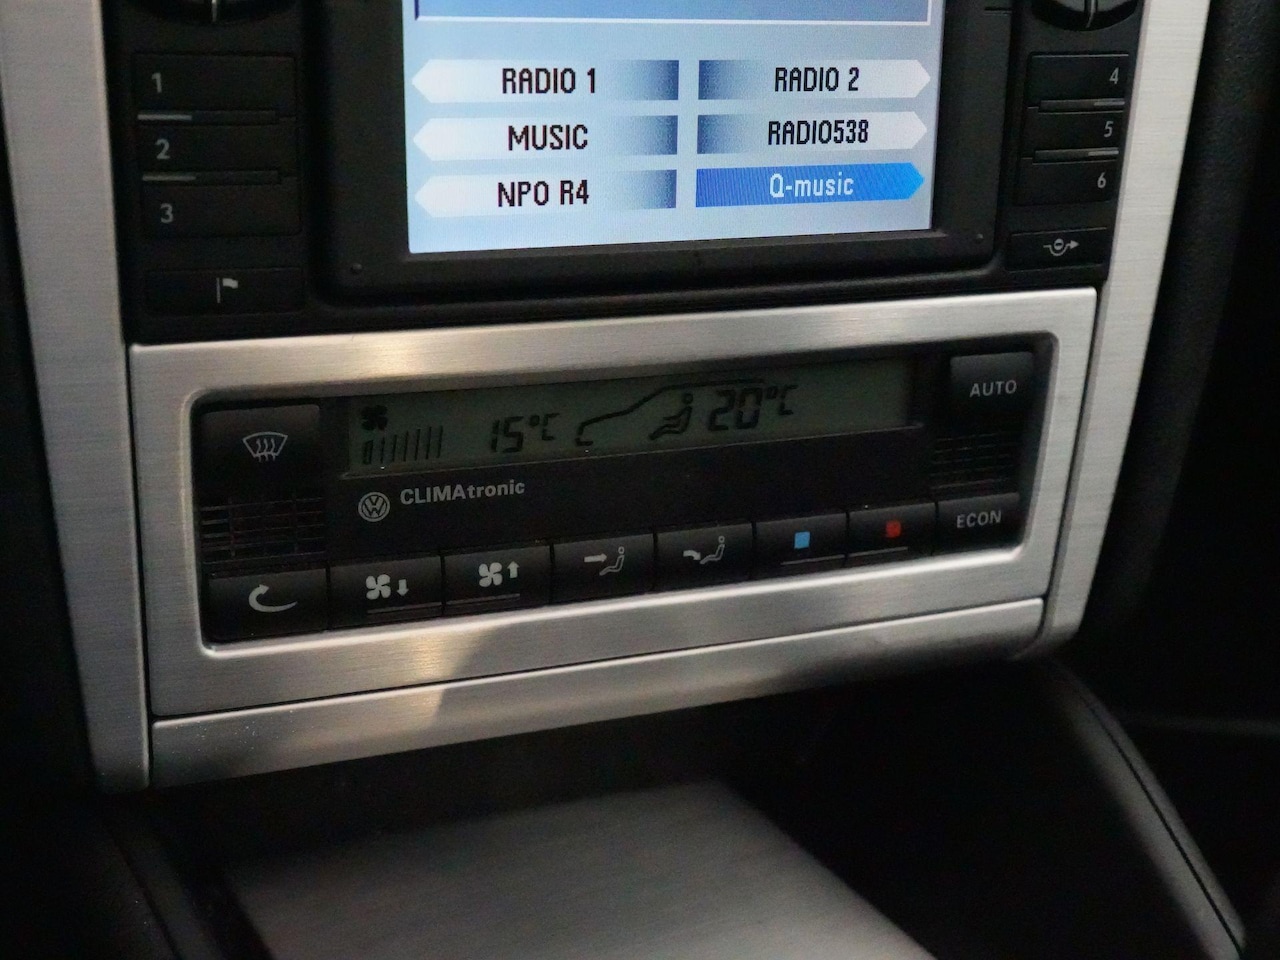 1
2
3
RADIO 1
RADIO 2
MUSIC
RADIO538
NPO R4
Q-music
4
5
6
15°C
20°C
AUTO
CLIMAtronic
ECON